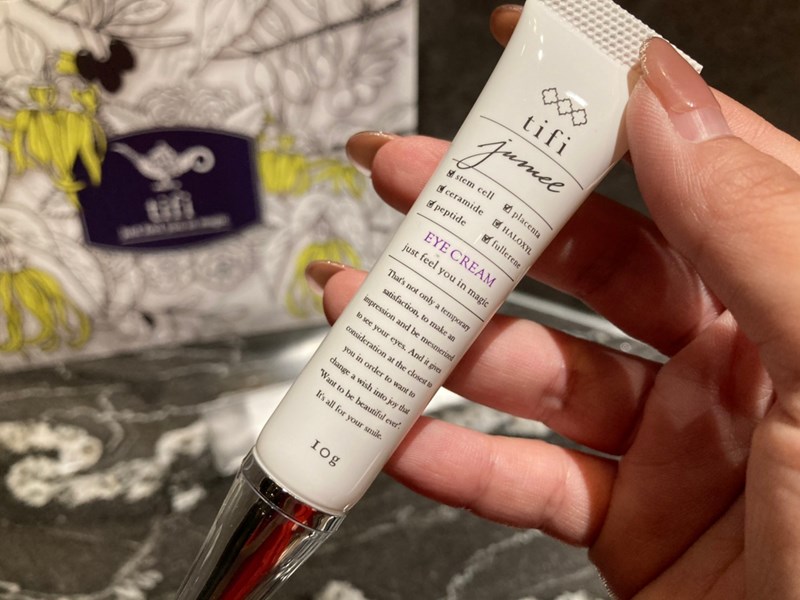 tifi
tifi
jumee
stem cell
placenta
ceramide
HALOXYL
peptide
fullerene
EYE CREAM
just feel you in magic
That's not only a temporary
satisfaction, to make an
impression and be mesmerized
to see your eyes. And it gives
consideration at the closest to
you in order to want to
change a wish into joy that
"Want to be beautiful ever".
It's all for your smile.
10g